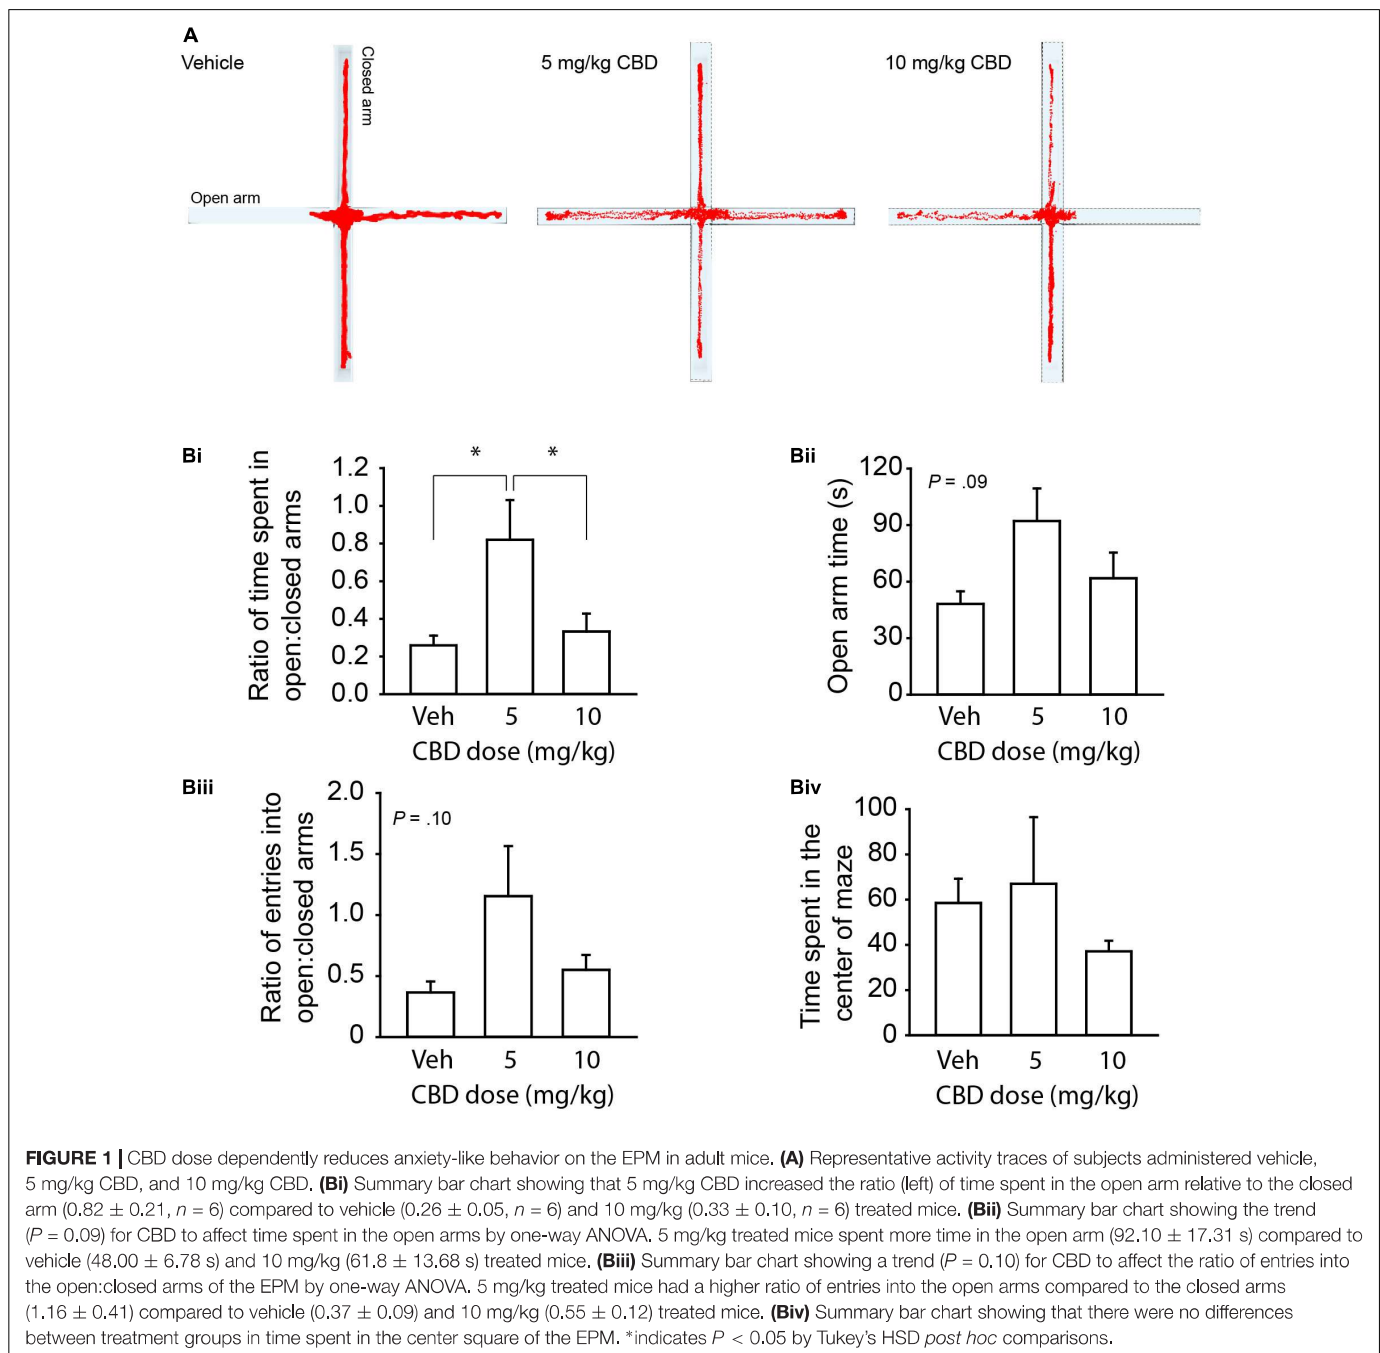 A
Vehicle
Closed arm
Open arm
5 mg/kg CBD
10 mg/kg CBD
Bi
Ratio of time spent in
open:closed arms
1.2
1.0
0.8
0.6
0.4
0.2
0.0
* *
Veh 5 10
CBD dose (mg/kg)
Bii
Open arm time (s)
120
90
60
30
0
P = .09
Veh 5 10
CBD dose (mg/kg)
Biii
Ratio of entries into
open:closed arms
2.0
1.5
1.0
0.5
0
P = .10
Veh 5 10
CBD dose (mg/kg)
Biv
Time spent in the
center of maze
100
80
60
40
20
0
Veh 5 10
CBD dose (mg/kg)
FIGURE 1 | CBD dose dependently reduces anxiety-like behavior on the EPM in adult mice. (A) Representative activity traces of subjects administered vehicle,
5 mg/kg CBD, and 10 mg/kg CBD. (Bi) Summary bar chart showing that 5 mg/kg CBD increased the ratio (left) of time spent in the open arm relative to the closed
arm (0.82 ± 0.21, n = 6) compared to vehicle (0.26 ± 0.05, n = 6) and 10 mg/kg (0.33 ± 0.10, n = 6) treated mice. (Bii) Summary bar chart showing the trend
(P = 0.09) for CBD to affect time spent in the open arms by one-way ANOVA. 5 mg/kg treated mice spent more time in the open arm (92.10 ± 17.31 s) compared to
vehicle (48.00 ± 6.78 s) and 10 mg/kg (61.8 ± 13.68 s) treated mice. (Biii) Summary bar chart showing a trend (P = 0.10) for CBD to affect the ratio of entries into
the open:closed arms of the EPM by one-way ANOVA. 5 mg/kg treated mice had a higher ratio of entries into the open arms compared to the closed arms
(1.16 ± 0.41) compared to vehicle (0.37 ± 0.09) and 10 mg/kg (0.55 ± 0.12) treated mice. (Biv) Summary bar chart showing that there were no differences
between treatment groups in time spent in the center square of the EPM. *indicates P < 0.05 by Tukey's HSD post hoc comparisons.